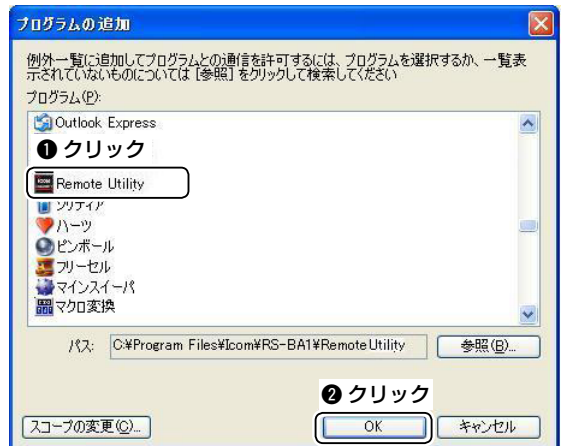 プログラムの追加
例外一覧に追加してプログラムとの通信を許可するには、プログラムを選択するか、一覧表
示されていないものについては [参照] をクリックして検索してください
プログラム(P):
Outlook Express
❶ クリック
Remote Utility
ソリティア
ハーツ
ピンボール
フリーセル
マインスイーパ
マクロ変換
パス: C:¥Program Files¥Icom¥RS-BA1¥RemoteUtility 参照(B)...
❷ クリック
スコープの変更(C)... OK キャンセル